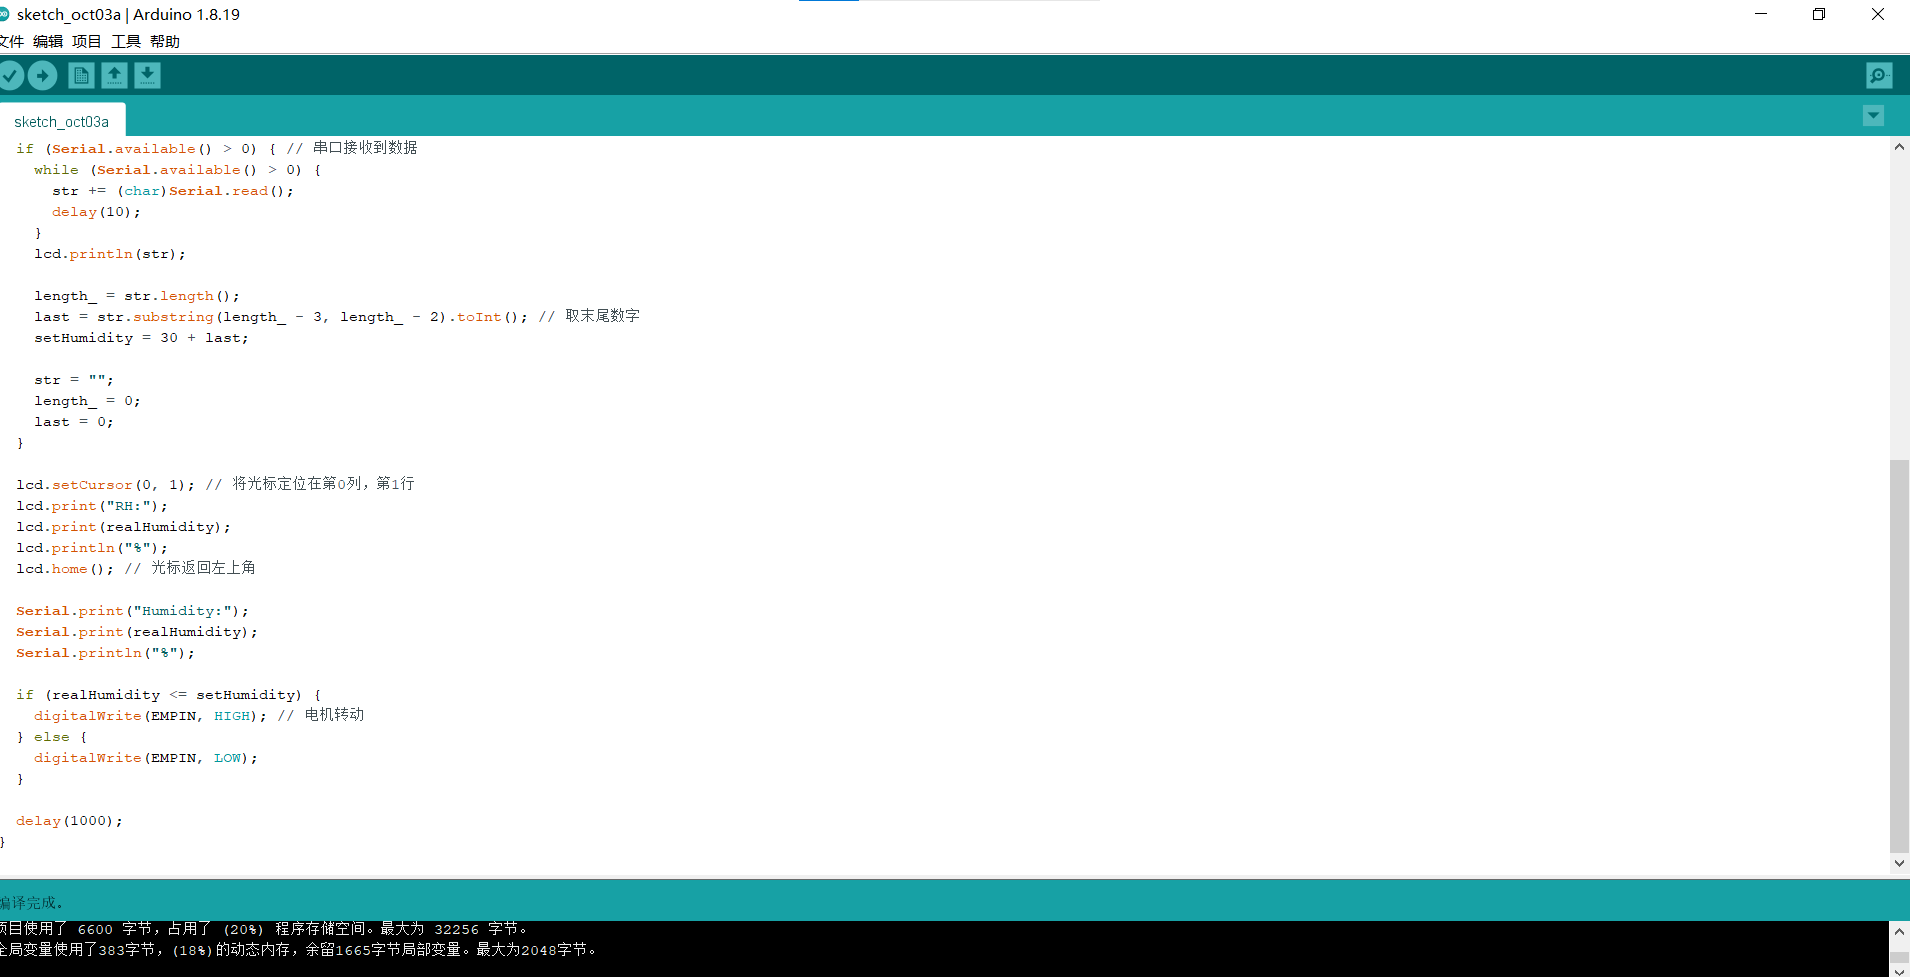 sketch_oct03a | Arduino 1.8.19
文件 编辑 项目 工具 帮助
sketch_oct03a
if (Serial.available() > 0) { // 串口接收到数据
while (Serial.available() > 0) {
str += (char)Serial.read();
delay(10);
}
lcd.println(str);
length_ = str.length();
last = str.substring(length_ - 3, length_ - 2).toInt(); // 取末尾数字
setHumidity = 30 + last;
str = "";
length_ = 0;
last = 0;
}
lcd.setCursor(0, 1); // 将光标定位在第0列，第1行
lcd.print("RH:");
lcd.print(realHumidity);
lcd.println("%");
lcd.home(); // 光标返回左上角
Serial.print("Humidity:");
Serial.print(realHumidity);
Serial.println("%");
if (realHumidity <= setHumidity) {
digitalWrite(EMPIN, HIGH); // 电机转动
} else {
digitalWrite(EMPIN, LOW);
}
delay(1000);
}
编译完成。
项目使用了 6600 字节，占用了 (20%) 程序存储空间。最大为 32256 字节。
全局变量使用了383字节，(18%)的动态内存，余留1665字节局部变量。最大为2048字节。